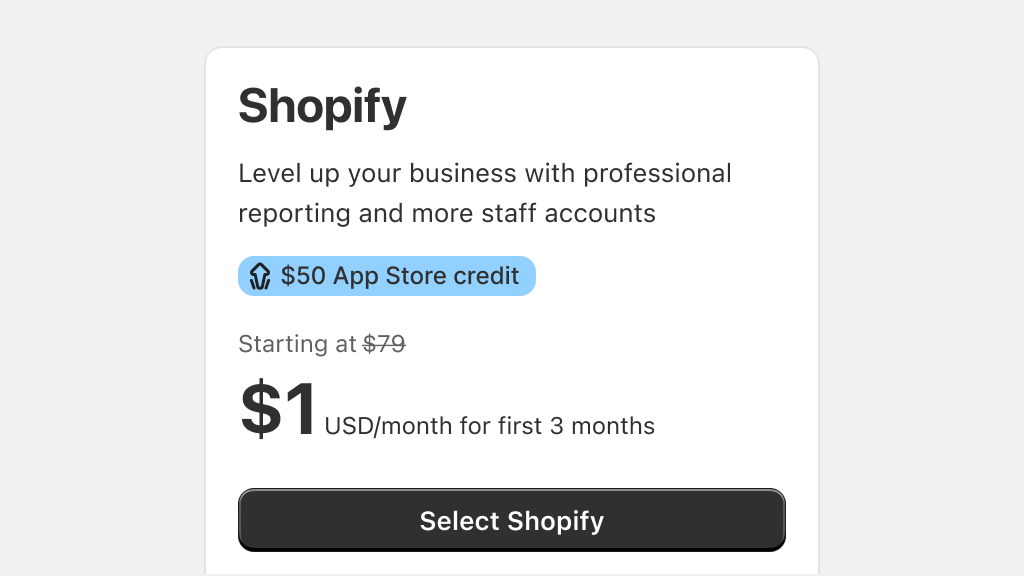 Shopify
Level up your business with professional
reporting and more staff accounts
$50 App Store credit
Starting at $79
$1 USD/month for first 3 months
Select Shopify